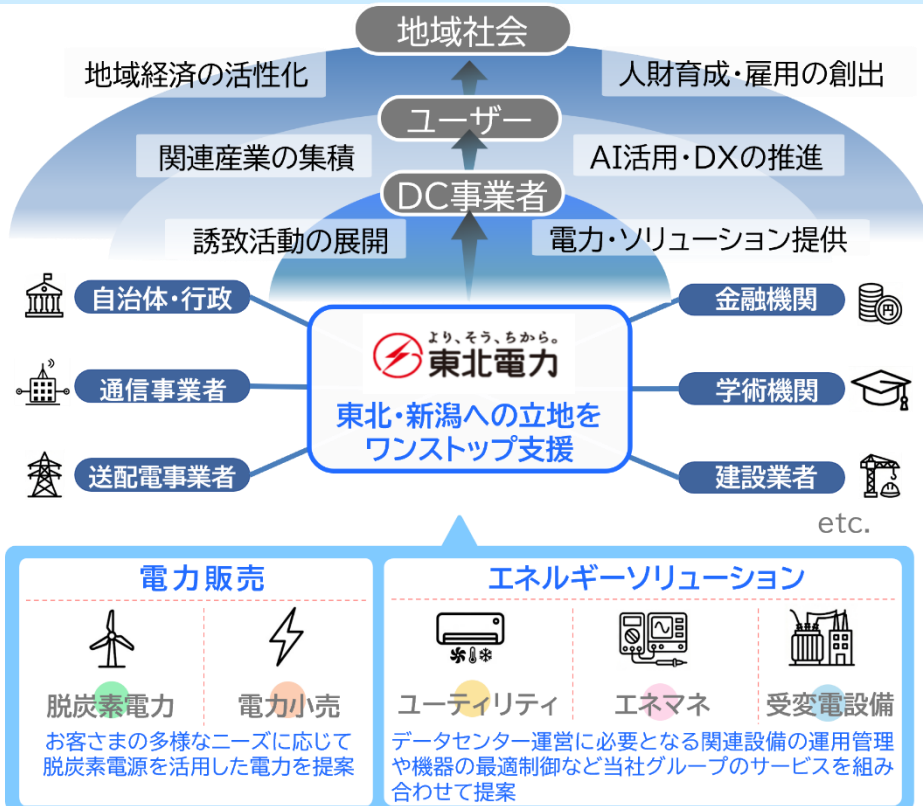 地域社会
地域経済の活性化
人財育成・雇用の創出
ユーザー
関連産業の集積
AI活用・DXの推進
DC事業者
誘致活動の展開
電力・ソリューション提供
自治体・行政
金融機関
円
より、そう、ちから。
東北電力
通信事業者
学術機関
東北・新潟への立地を
ワンストップ支援
送配電事業者
建設業者
etc.
電力販売
脱炭素電力
電力小売
お客さまの多様なニーズに応じて
脱炭素電源を活用した電力を提案
エネルギーソリューション
ユーティリティ
エネマネ
受変電設備
データセンター運営に必要となる関連設備の運用管理
や機器の最適制御など当社グループのサービスを組み
合わせて提案